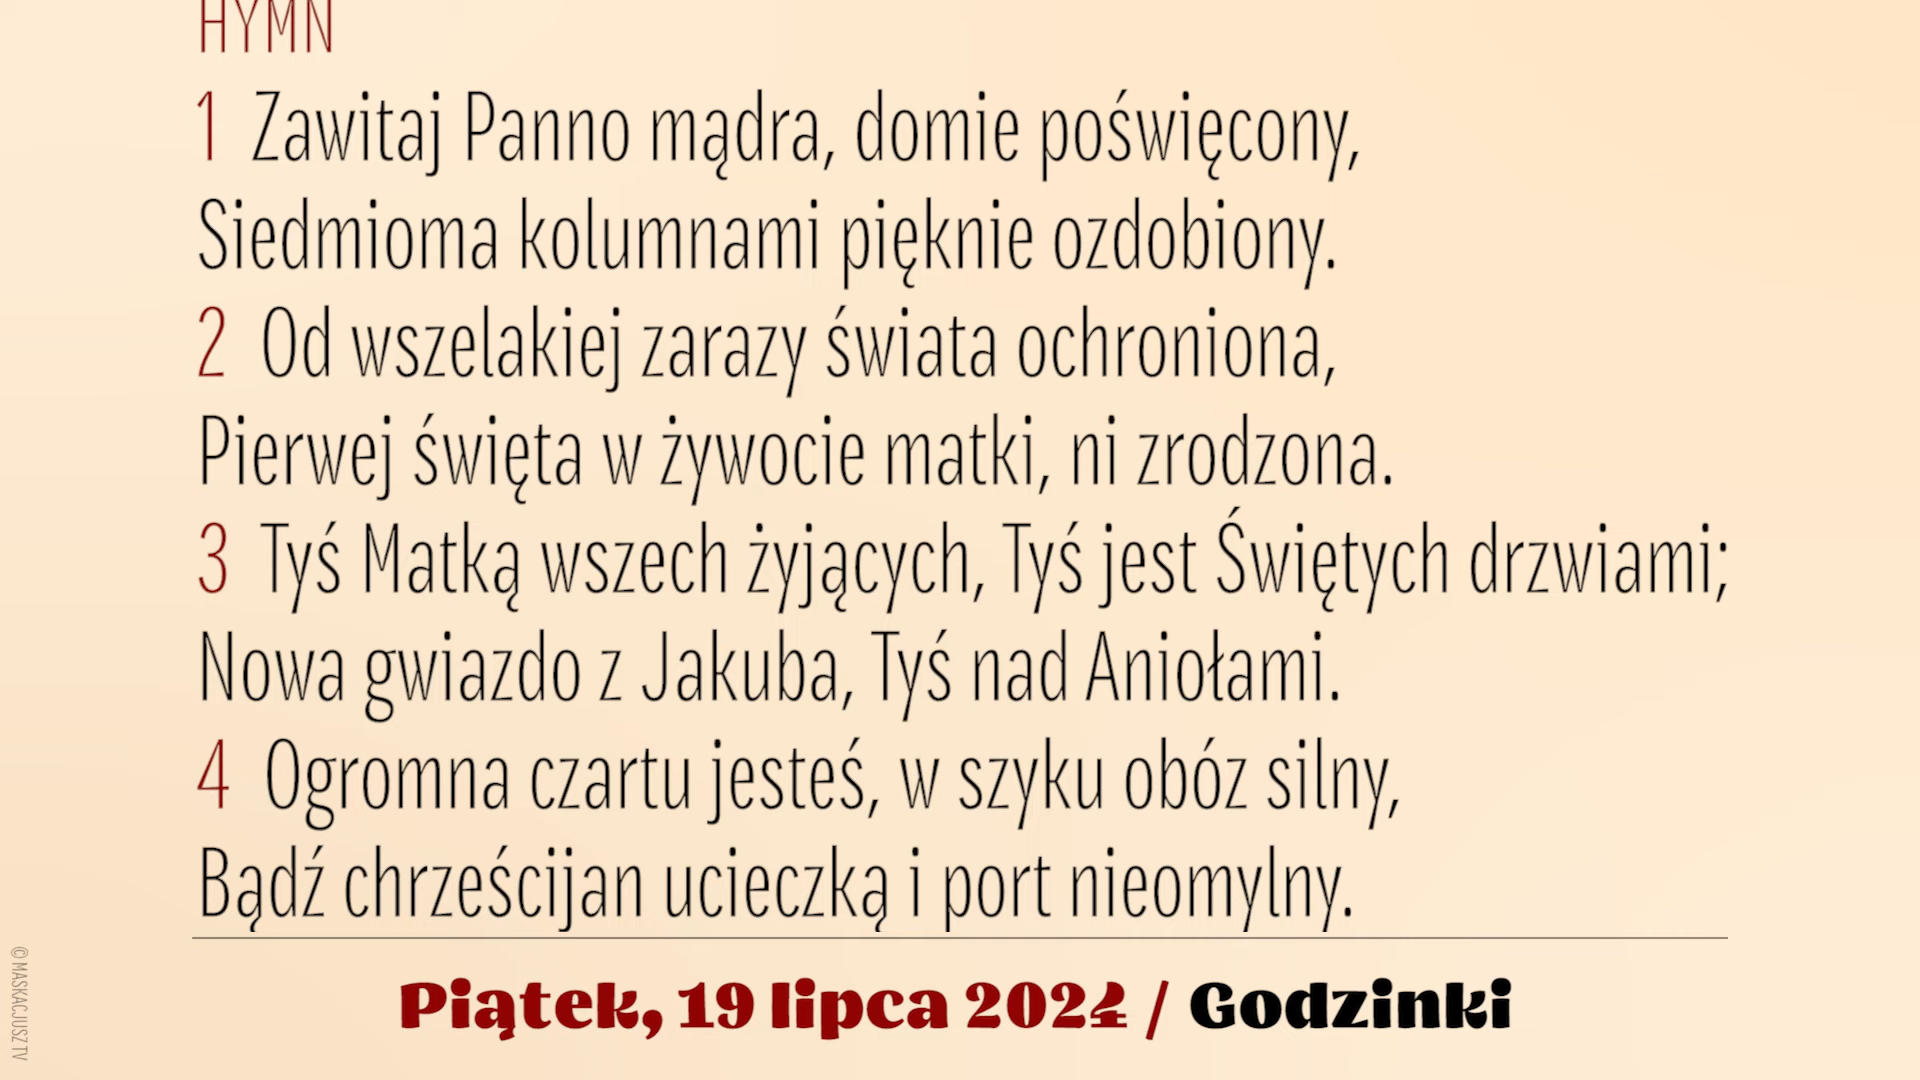 HYMN
1 Zawitaj Panno mądra, domie poświęcony,
Siedmioma kolumnami pięknie ozdobiony.
2 Od wszelakiej zarazy świata ochroniona,
Pierwej święta w żywocie matki, ni zrodzona.
3 Tyś Matką wszech żyjących, Tyś jest Świętych drzwiami;
Nowa gwiazdo z Jakuba, Tyś nad Aniołami.
4 Ogromna czartu jesteś, w szyku obóz silny,
Bądź chrześcijan ucieczką i port nieomylny.
Piątek, 19 lipca 2024 / Godzinki
© MASKACJUSZ TV